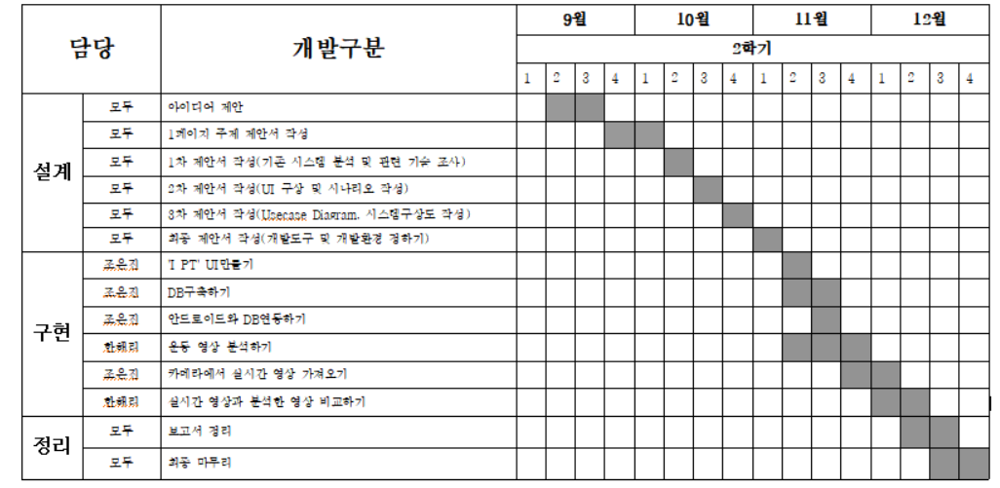 담당 개발구분 9월 10월 11월 12월
2학기
1 2 3 4 1 2 3 4 1 2 3 4 1 2 3 4
설계
모두 아이디어 제안
모두 1페이지 주제 제안서 작성
모두 1차 제안서 작성(기존 시스템 분석 및 관련 기술 조사)
모두 2차 제안서 작성(UI 구상 및 시나리오 작성)
모두 3차 제안서 작성(Usecase Diagram, 시스템구상도 작성)
모두 최종 제안서 작성(개발도구 및 개발환경 정하기)
구현
조은진 'I PT' UI만들기
조은진 DB구축하기
조은진 안드로이드와 DB연동하기
한해리 운동 영상 분석하기
조은진 카메라에서 실시간 영상 가져오기
한해리 실시간 영상과 분석한 영상 비교하기
정리
모두 보고서 정리
모두 최종 마무리